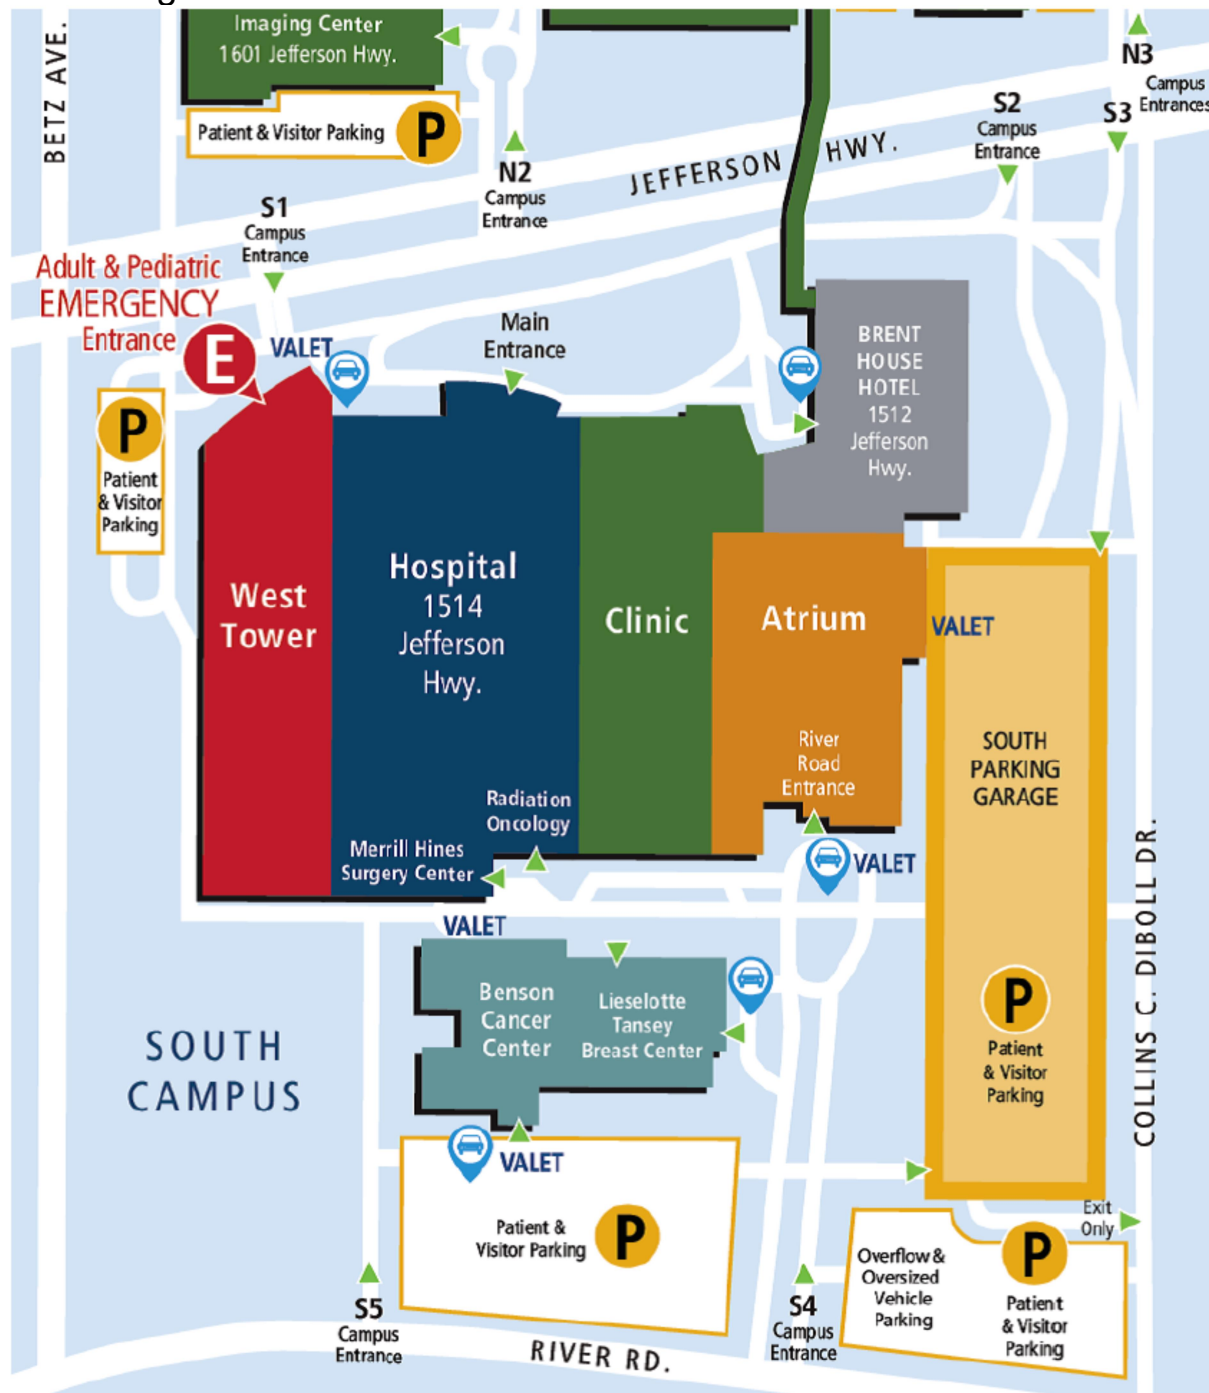 BETZ AVE.
Imaging Center
1601 Jefferson Hwy.
Patient & Visitor Parking
P
N2
Campus
Entrance
JEFFERSON HWY.
S2
Campus
Entrance
S3
N3
Campus
Entrances
S1
Campus
Entrance
Adult & Pediatric
EMERGENCY
Entrance
E
VALET
Main
Entrance
BRENT
HOUSE
HOTEL
1512
Jefferson
Hwy.
P
Patient
& Visitor
Parking
West
Tower
Hospital
1514
Jefferson
Hwy.
Clinic
Atrium
VALET
River
Road
Entrance
SOUTH
PARKING
GARAGE
Radiation
Oncology
Merrill Hines
Surgery Center
VALET
VALET
Benson
Cancer
Center
Lieselotte
Tansey
Breast Center
P
Patient
& Visitor
Parking
COLLINS C. DIBOLL DR.
SOUTH
CAMPUS
VALET
Patient &
Visitor Parking
P
Exit
Only
Overflow &
Oversized
Vehicle
Parking
P
Patient
& Visitor
Parking
S5
Campus
Entrance
S4
Campus
Entrance
RIVER RD.